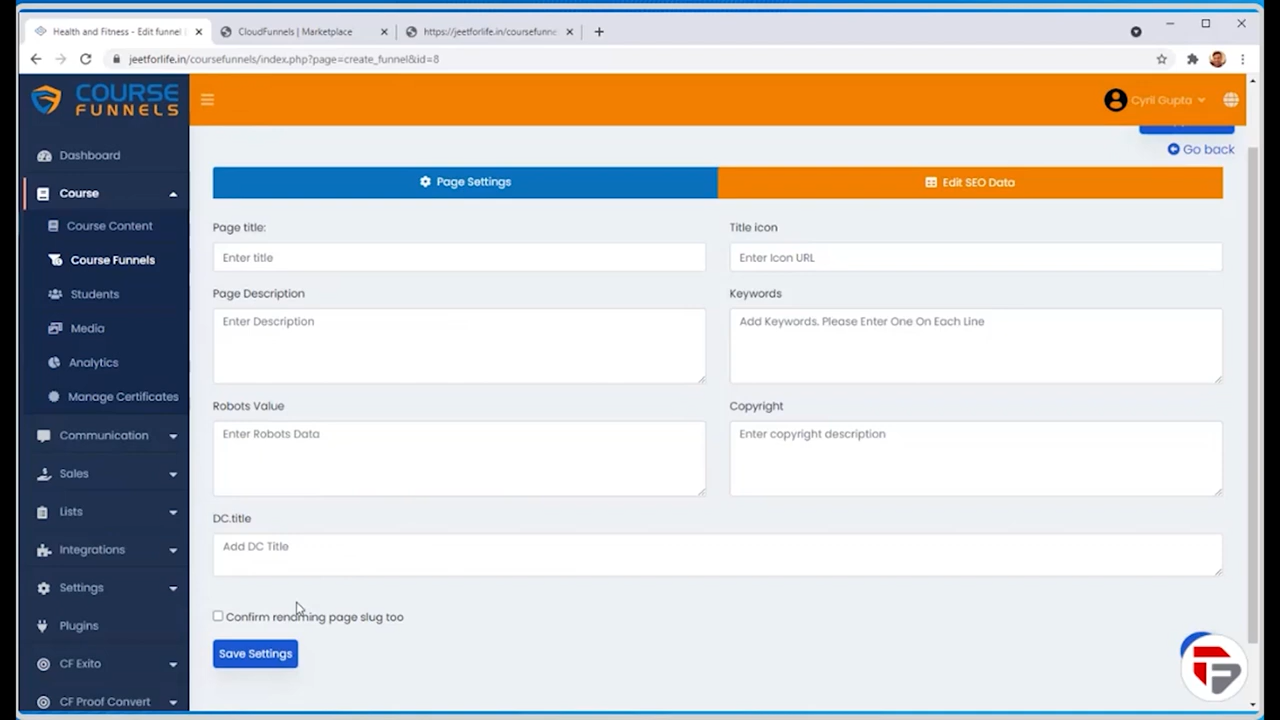 Health and Fitness - Edit funnel
CloudFunnels | Marketplace
https://jeetforlife.in/coursefunne
jeetforlife.in/coursefunnels/index.php?page=create_funnel&id=8
COURSE
FUNNELS
Cyril Gupta
Go back
Dashboard
Course
Course Content
Course Funnels
Students
Media
Analytics
Manage Certificates
Communication
Sales
Lists
Integrations
Settings
Plugins
CF Exito
CF Proof Convert
Page Settings
Edit SEO Data
Page title:
Title icon
Enter title
Enter Icon URL
Page Description
Keywords
Enter Description
Add Keywords. Please Enter One On Each Line
Robots Value
Copyright
Enter Robots Data
Enter copyright description
DC.title
Add DC Title
Confirm renaming page slug too
Save Settings